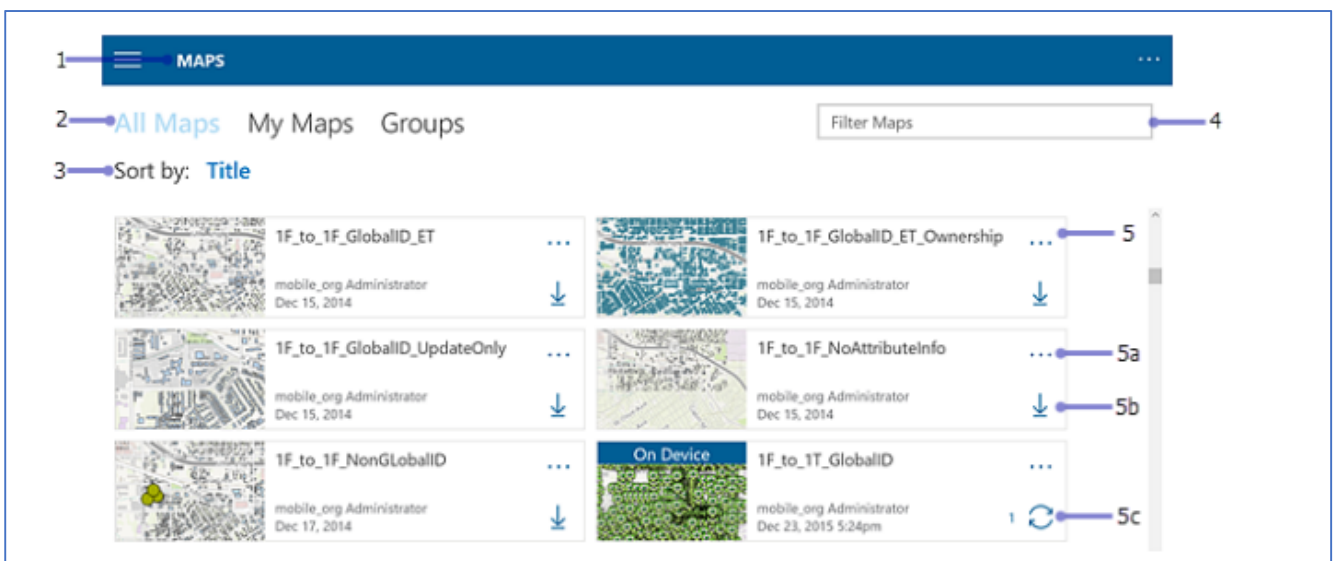 1 MAPS ...
2 All Maps My Maps Groups Filter Maps 4
3 Sort by: Title
1F_to_1F_GlobalID_ET ... 1F_to_1F_GlobalID_ET_Ownership ... 5
mobile_org Administrator mobile_org Administrator
Dec 15, 2014 Dec 15, 2014
1F_to_1F_GlobalID_UpdateOnly ... 1F_to_1F_NoAttributeInfo ... 5a
mobile_org Administrator mobile_org Administrator
Dec 15, 2014 Dec 15, 2014 5b
On Device
1F_to_1F_NonGLobalID ... 1F_to_1T_GlobalID ...
mobile_org Administrator mobile_org Administrator
Dec 17, 2014 Dec 23, 2015 5:24pm 1 5c